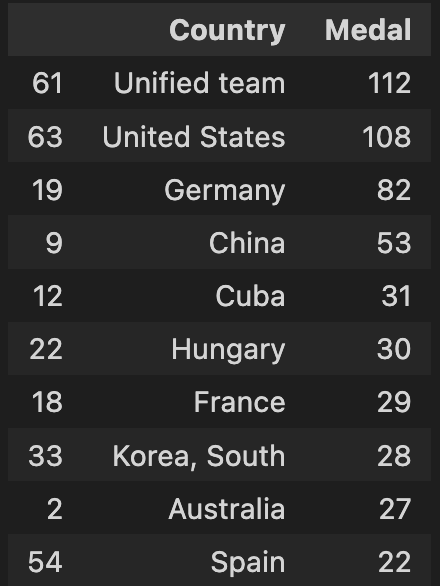 Country Medal
61 Unified team 112
63 United States 108
19 Germany 82
9 China 53
12 Cuba 31
22 Hungary 30
18 France 29
33 Korea, South 28
2 Australia 27
54 Spain 22